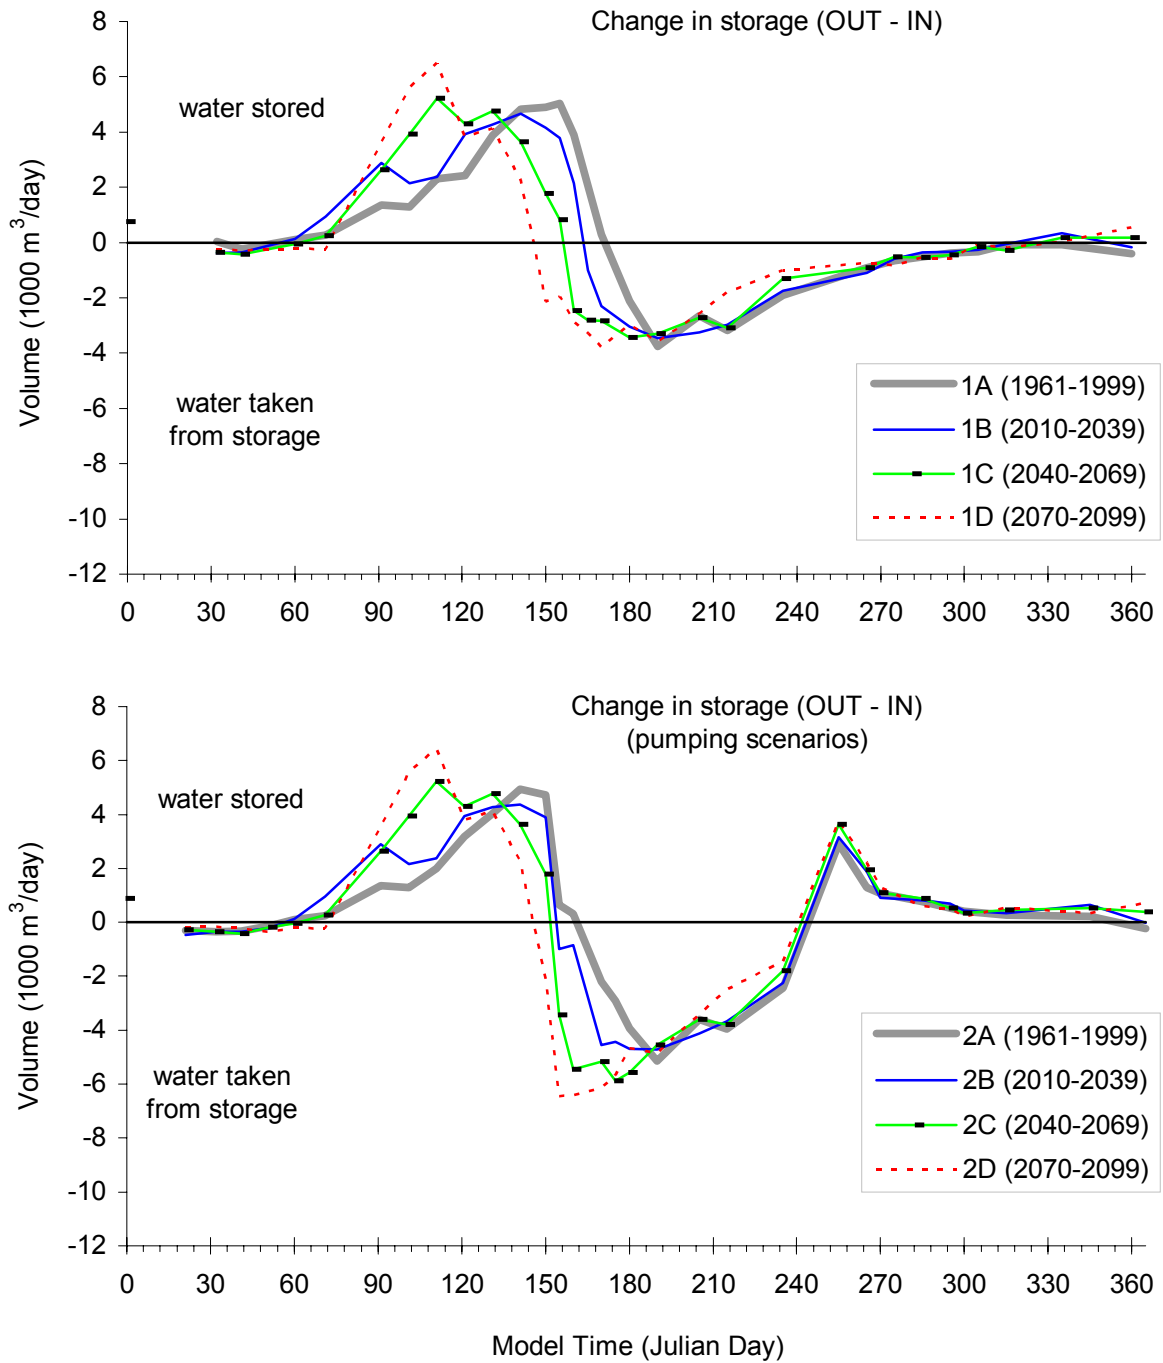 Change in storage (OUT - IN)
water stored
water taken
from storage
Volume (1000 m³/day)
8
6
4
2
0
-2
-4
-6
-8
-10
-12
0 30 60 90 120 150 180 210 240 270 300 330 360
1A (1961-1999)
1B (2010-2039)
1C (2040-2069)
1D (2070-2099)
Change in storage (OUT - IN)
(pumping scenarios)
water stored
water taken
from storage
Volume (1000 m³/day)
8
6
4
2
0
-2
-4
-6
-8
-10
-12
0 30 60 90 120 150 180 210 240 270 300 330 360
2A (1961-1999)
2B (2010-2039)
2C (2040-2069)
2D (2070-2099)
Model Time (Julian Day)